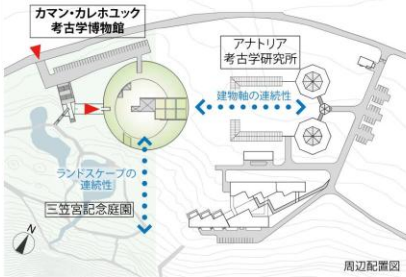 カマン・カレホユック
考古学博物館
アナトリア
考古学研究所
建物軸の連続性
ランドスケープの
連続性
三笠宮記念庭園
N
周辺配置図